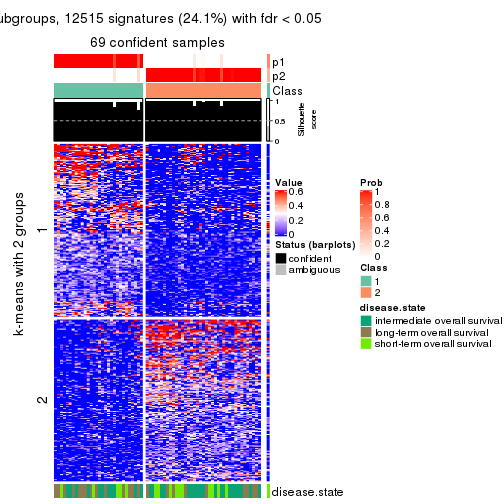 ubgroups, 12515 signatures (24.1%) with fdr < 0.05
69 confident samples
p1
p2
Class
1
0.5
0
Silhouette
score
k-means with 2 groups
1
2
Value
0.6
0.4
0.2
0
Status (barplots)
confident
ambiguous
Prob
1
0.8
0.6
0.4
0.2
0
Class
1
2
disease.state
intermediate overall survival
long-term overall survival
short-term overall survival
disease.state